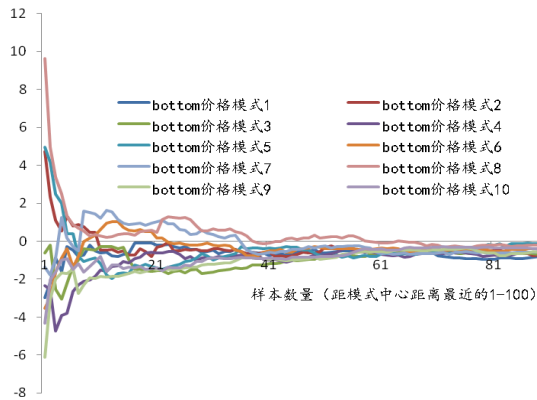 12
10
8
bottom价格模式1 bottom价格模式2
bottom价格模式3 bottom价格模式4
6
bottom价格模式5 bottom价格模式6
4
bottom价格模式7 bottom价格模式8
bottom价格模式9 bottom价格模式10
2
0
1 21 41 61 81
-2
样本数量（距模式中心距离最近的1-100）
-4
-6
-8